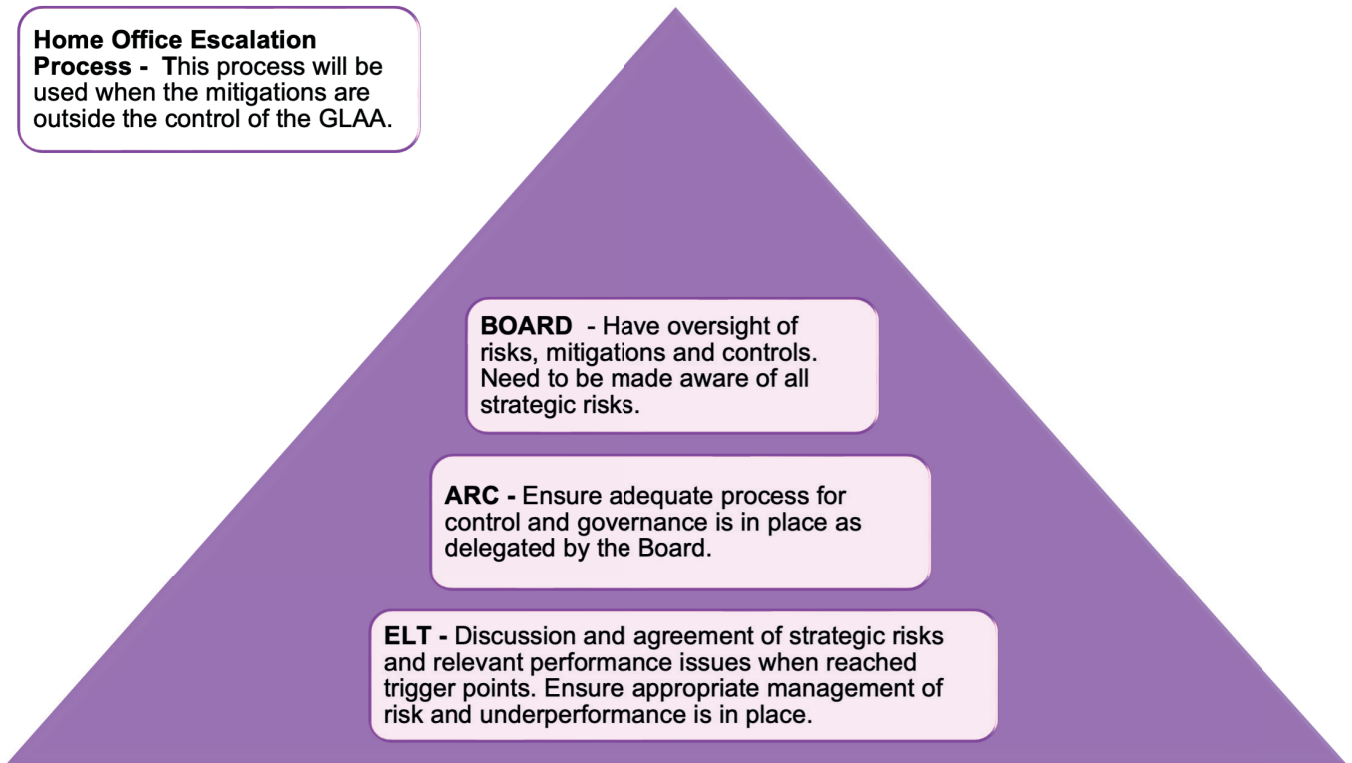 Home Office Escalation
Process - This process will be
used when the mitigations are
outside the control of the GLAA.
BOARD - Have oversight of
risks, mitigations and controls.
Need to be made aware of all
strategic risks.
ARC - Ensure adequate process for
control and governance is in place as
delegated by the Board.
ELT - Discussion and agreement of strategic risks
and relevant performance issues when reached
trigger points. Ensure appropriate management of
risk and underperformance is in place.